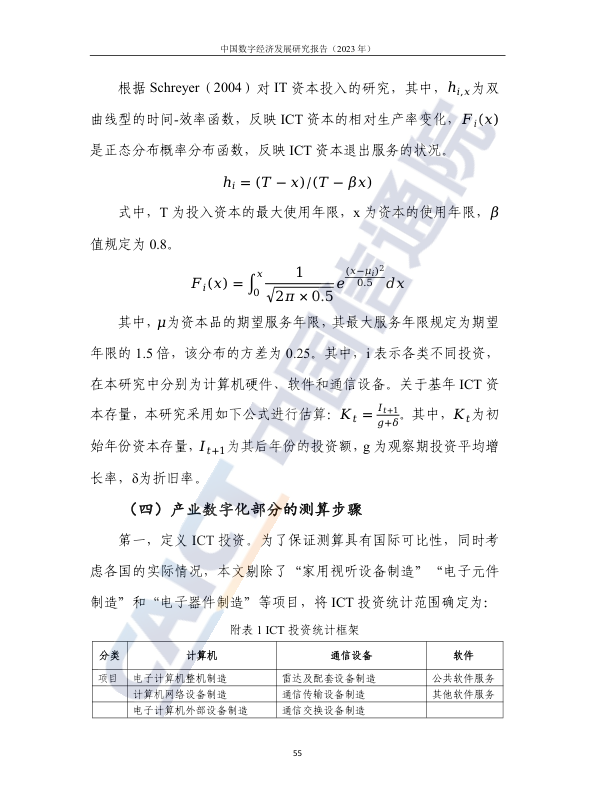 中国数字经济发展研究报告（2023 年）
根据 Schreyer（2004）对 IT 资本投入的研究，其中，h_{i,x}为双
曲线型的时间-效率函数，反映 ICT 资本的相对生产率变化，F_i(x)
是正态分布概率分布函数，反映 ICT 资本退出服务的状况。
h_i = (T − x)/(T − βx)
式中，T 为投入资本的最大使用年限，x 为资本的使用年限，β
值规定为 0.8。
F_i(x) = ∫_0^x \frac{1}{\sqrt{2π × 0.5}} e^{\frac{(x−μ_i)^2}{0.5}} dx
其中，μ为资本品的期望服务年限，其最大服务年限规定为期望
年限的 1.5 倍，该分布的方差为 0.25。其中，i 表示各类不同投资，
在本研究中分别为计算机硬件、软件和通信设备。关于基年 ICT 资
本存量，本研究采用如下公式进行估算：K_t = \frac{I_{t+1}}{g+δ}。其中，K_t为初
始年份资本存量，I_{t+1}为其后年份的投资额，g 为观察期投资平均增
长率，δ为折旧率。
（四）产业数字化部分的测算步骤
第一，定义 ICT 投资。为了保证测算具有国际可比性，同时考
虑各国的实际情况，本文剔除了“家用视听设备制造”“电子元件
制造”和“电子器件制造”等项目，将 ICT 投资统计范围确定为：
附表 1 ICT 投资统计框架
分类 计算机 通信设备 软件
项目 电子计算机整机制造 雷达及配套设备制造 公共软件服务
计算机网络设备制造 通信传输设备制造 其他软件服务
电子计算机外部设备制造 通信交换设备制造
55
CAICT 中国信通院